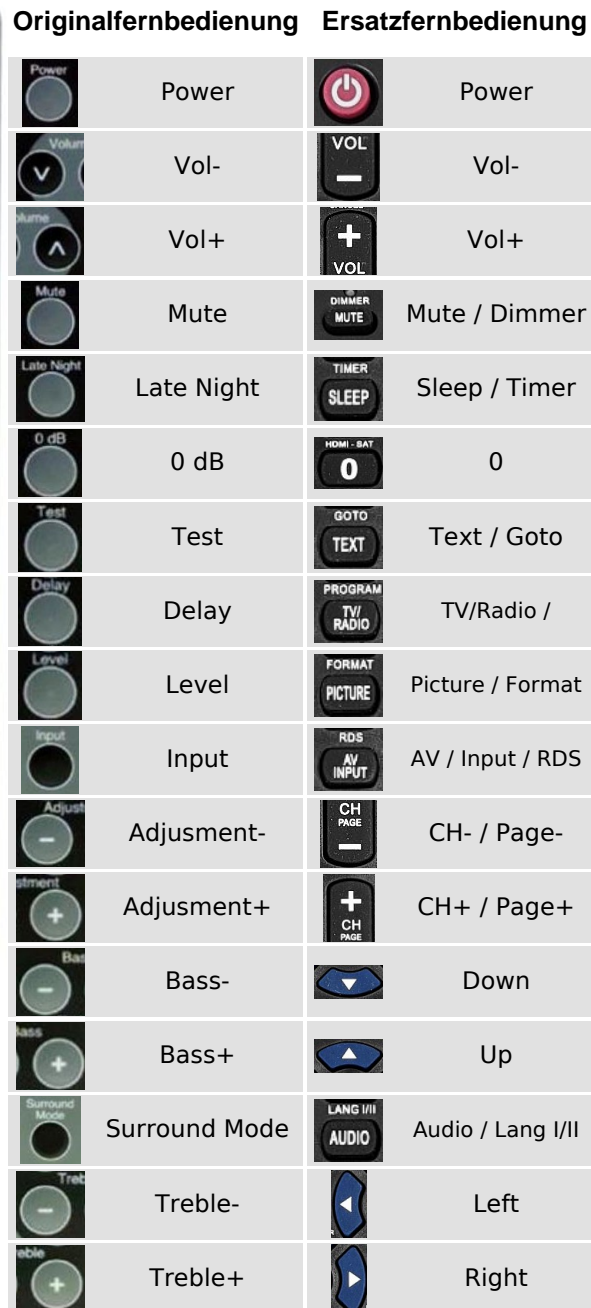 Originalfernbedienung Ersatzfernbedienung
Power Power Power
Volum Vol- VOL Vol-
olume Vol+ VOL Vol+
Mute Mute DIMMER MUTE Mute / Dimmer
Late Night Late Night TIMER SLEEP Sleep / Timer
0 dB 0 dB HDMI - SAT 0 0
Test Test GOTO TEXT Text / Goto
Delay Delay PROGRAM TV/ RADIO TV/Radio /
Level Level FORMAT PICTURE Picture / Format
Input Input RDS AV INPUT AV / Input / RDS
Adjust Adjusment- CH PAGE CH- / Page-
stment Adjusment+ CH PAGE CH+ / Page+
Bas Bass- Down
Bass Bass+ Up
Surround Mode Surround Mode LANG I/II AUDIO Audio / Lang I/II
Treb Treble- Left
eble Treble+ Right